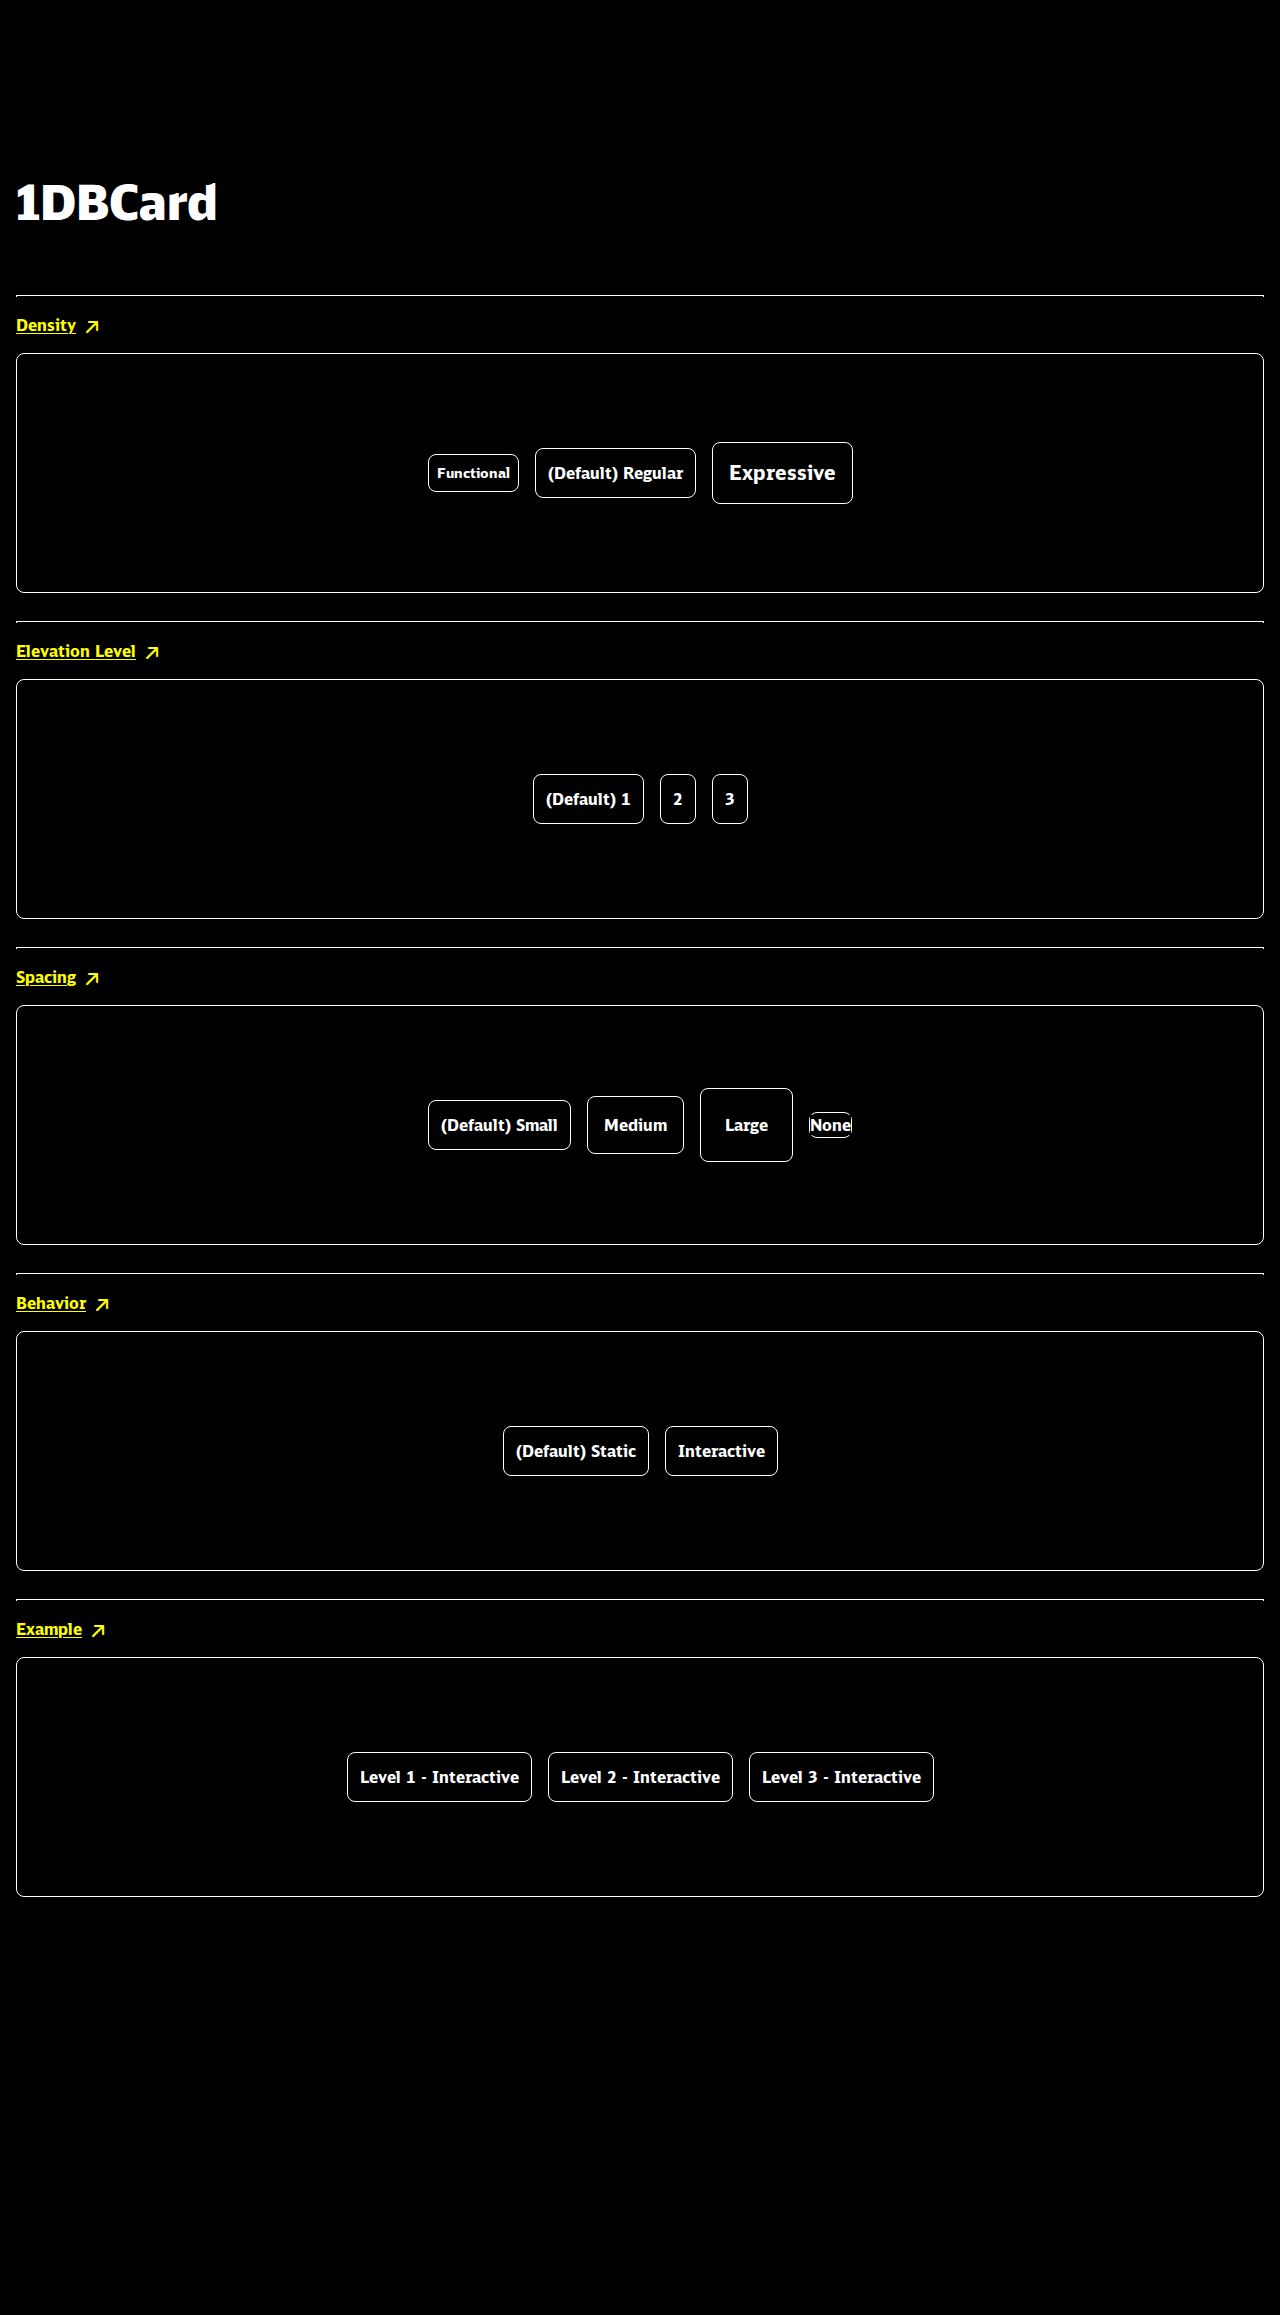 1DBCard
Density
Functional (Default) Regular Expressive
Elevation Level
(Default) 1 2 3
Spacing
(Default) Small Medium Large None
Behavior
(Default) Static Interactive
Example
Level 1 - Interactive Level 2 - Interactive Level 3 - Interactive